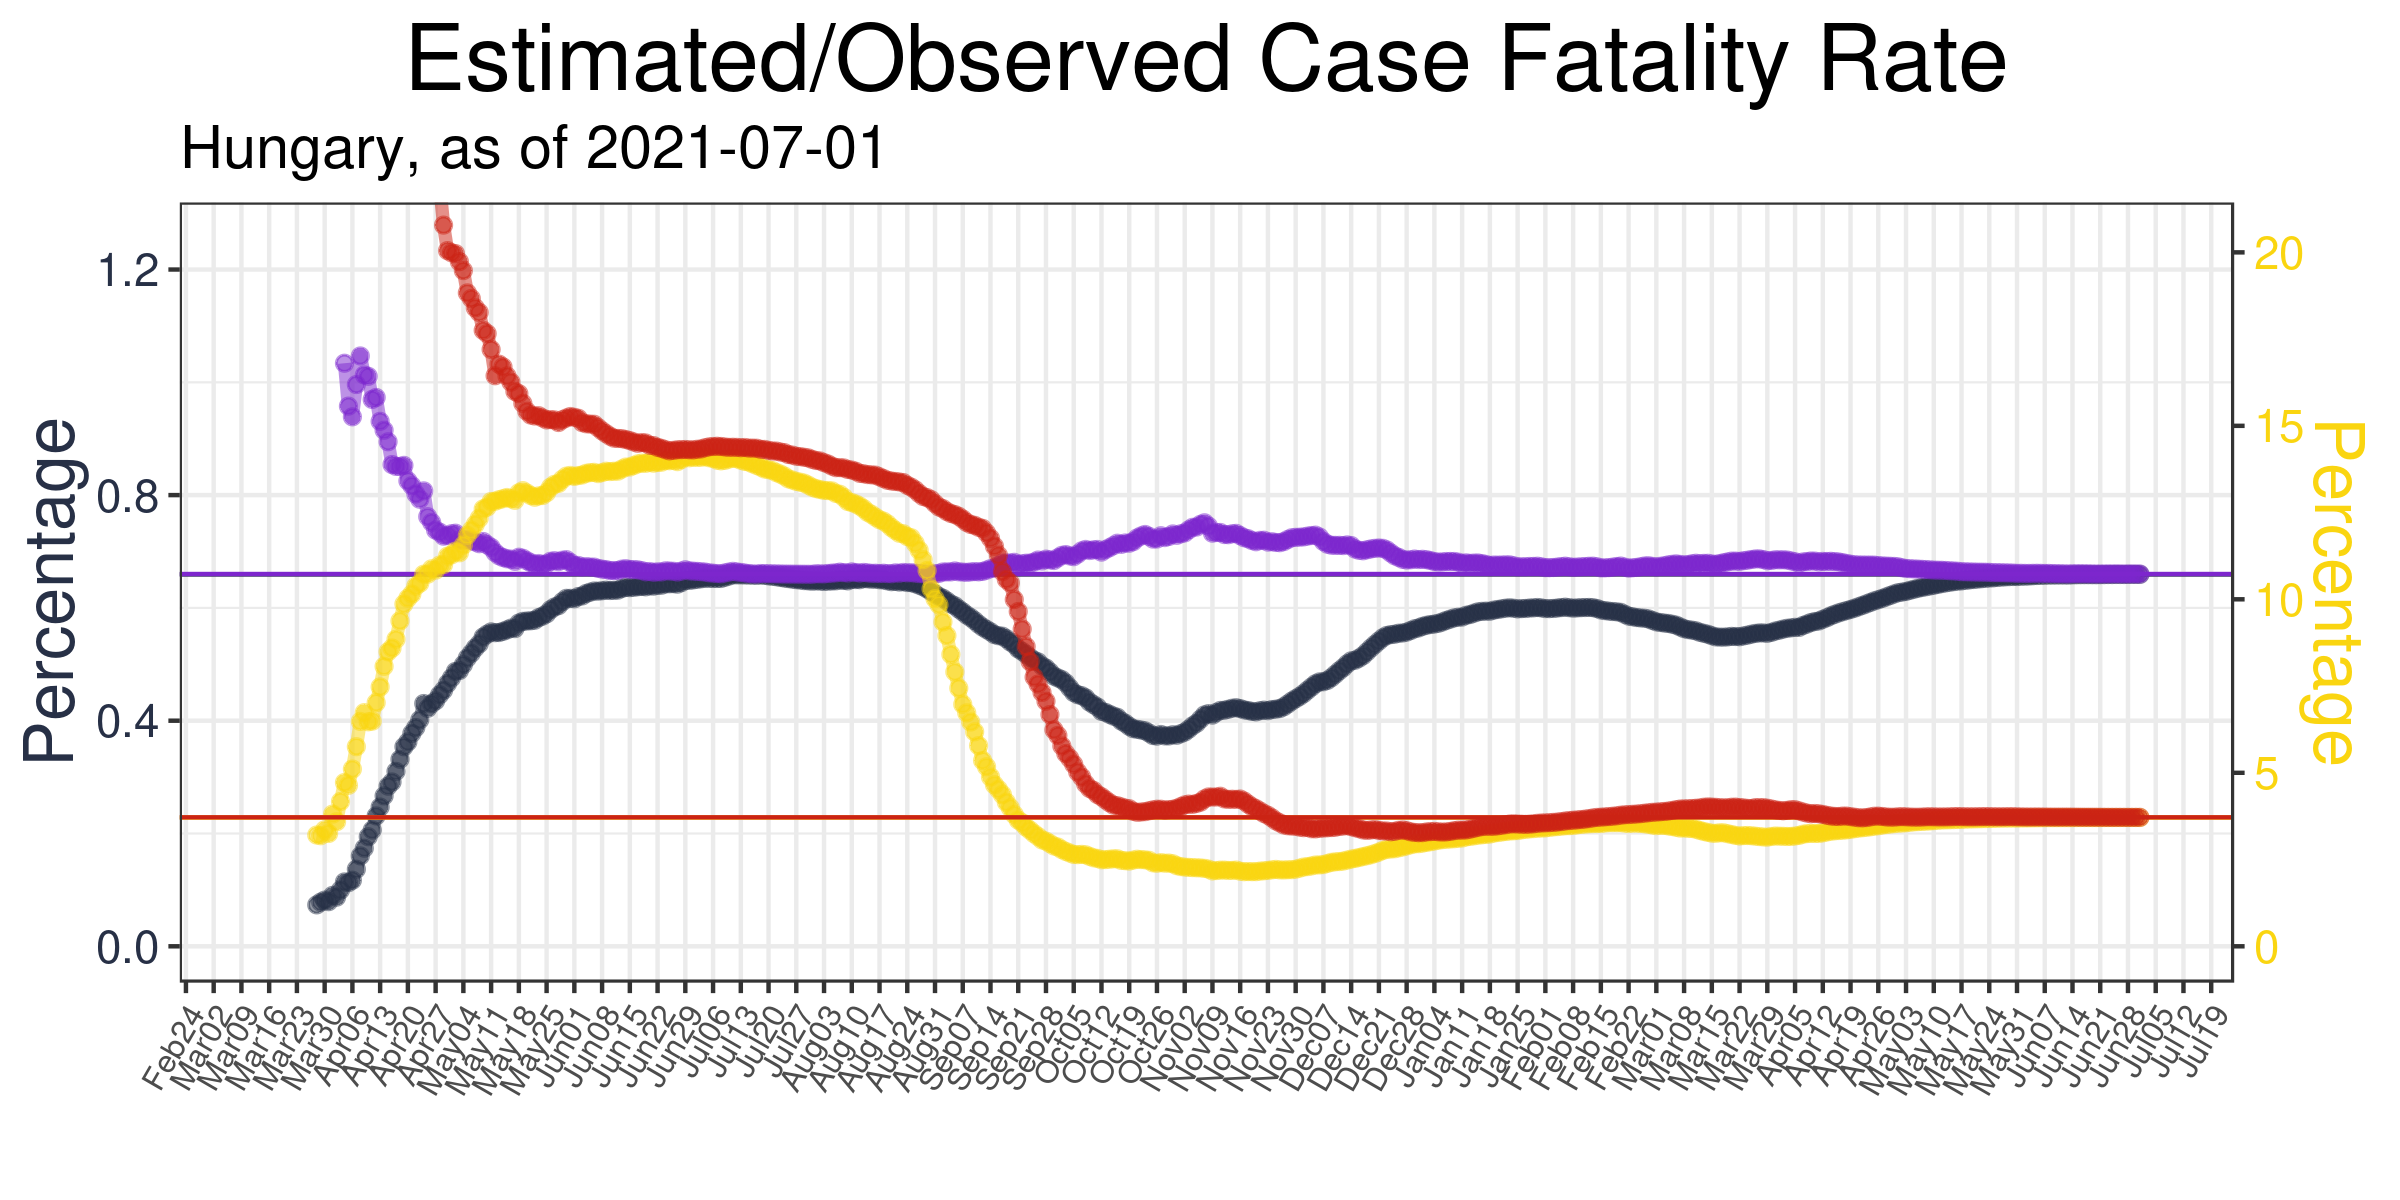 Estimated/Observed Case Fatality Rate
Hungary, as of 2021-07-01
Percentage
1.2
0.8
0.4
0.0
20
15
10
5
0
Percentage
Feb24
Mar02
Mar09
Mar16
Mar23
Mar30
Apr06
Apr13
Apr20
Apr27
May04
May11
May18
May25
Jun01
Jun08
Jun15
Jun22
Jun29
Jul06
Jul13
Jul20
Jul27
Aug03
Aug10
Aug17
Aug24
Aug31
Sep07
Sep14
Sep21
Sep28
Oct05
Oct12
Oct19
Oct26
Nov02
Nov09
Nov16
Nov23
Nov30
Dec07
Dec14
Dec21
Dec28
Jan04
Jan11
Jan18
Jan25
Feb01
Feb08
Feb15
Feb22
Mar01
Mar08
Mar15
Mar22
Mar29
Apr05
Apr12
Apr19
Apr26
May03
May10
May17
May24
May31
Jun07
Jun14
Jun21
Jun28
Jul05
Jul12
Jul19